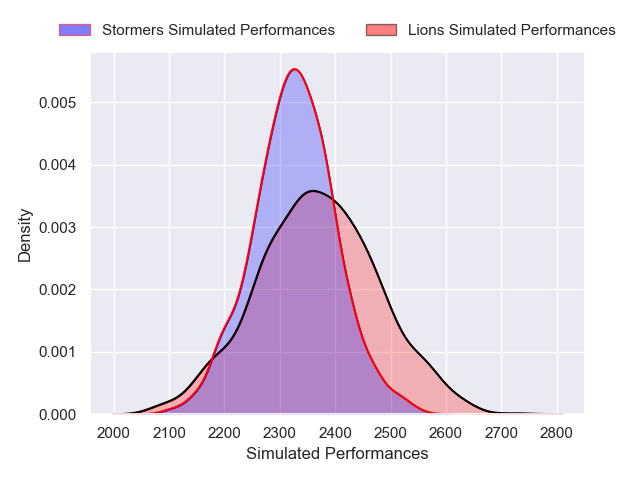 Stormers Simulated Performances Lions Simulated Performances
0.005
0.004
0.003
0.002
0.001
0.000
Density
2000 2100 2200 2300 2400 2500 2600 2700 2800
Simulated Performances